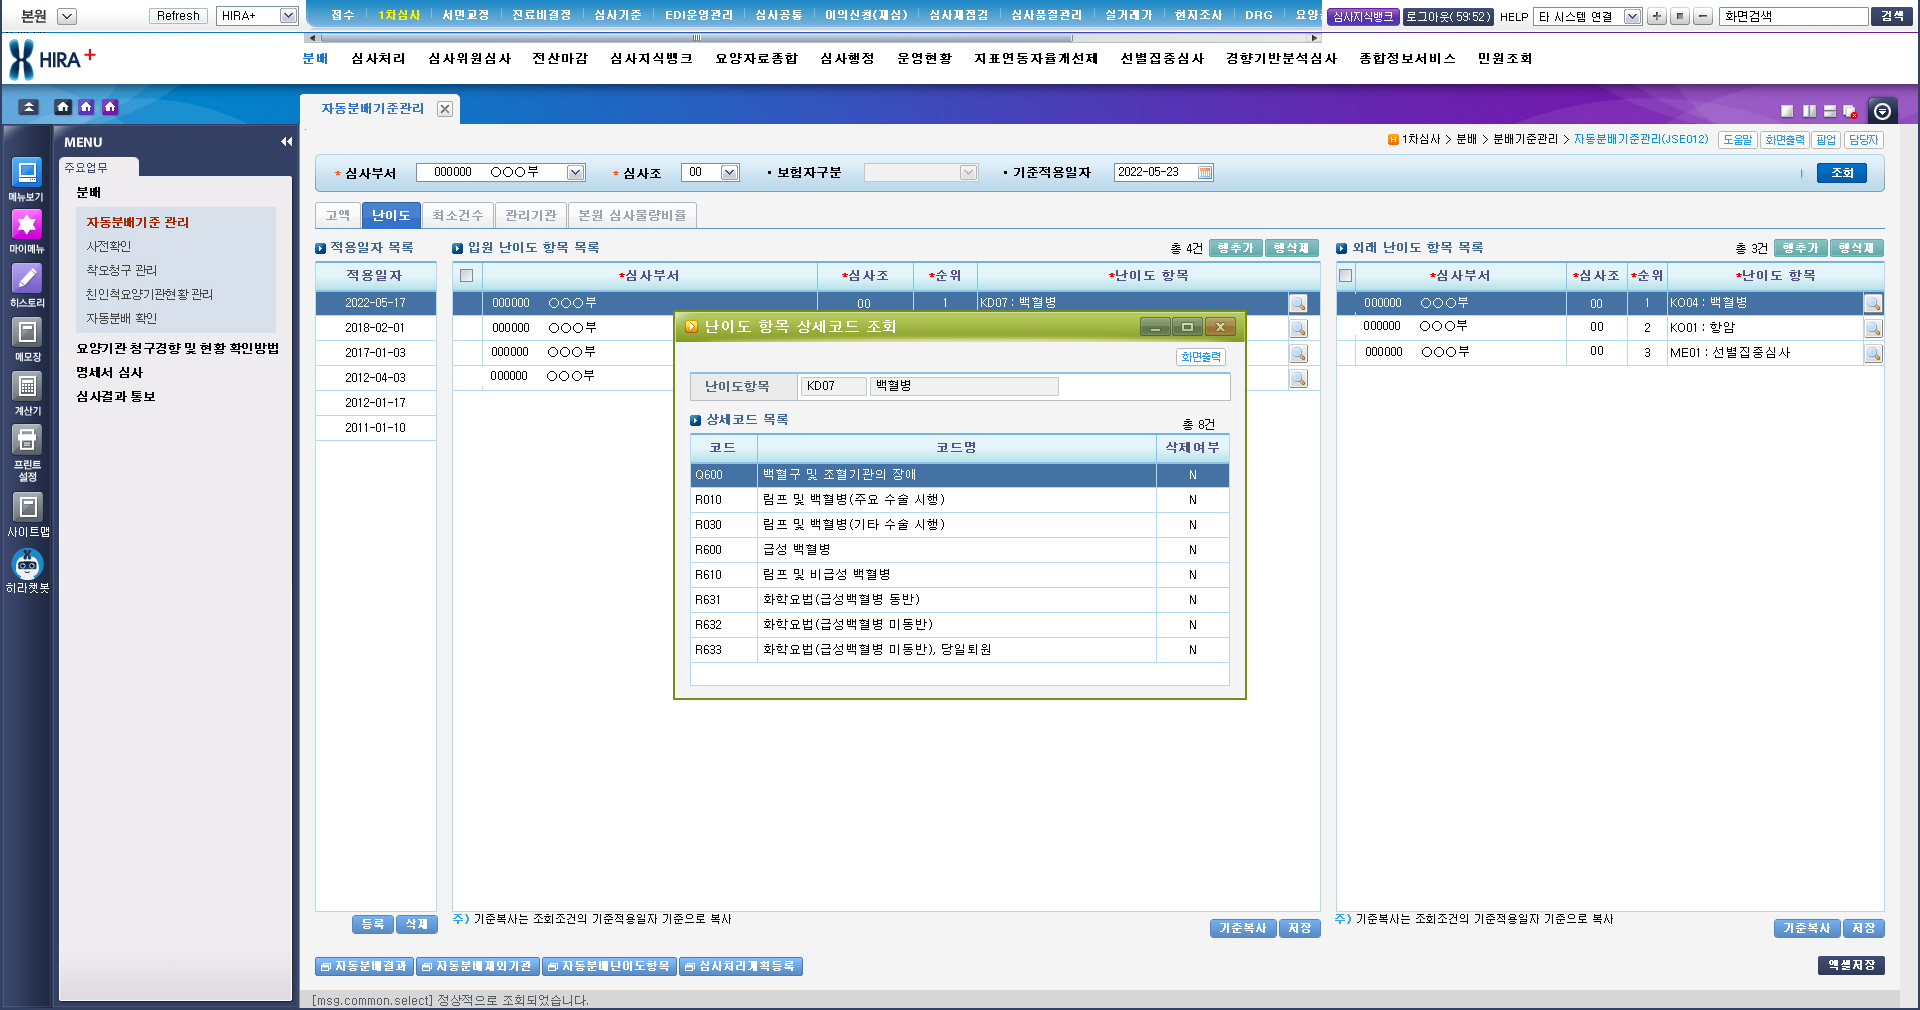 본원 Refresh HIRA+ 접수 1차심사 서면교정 진료비결정 심사기준 EDI운영관리 심사공통 이의신청(재심) 심사재점검 심사품질관리 실거래가 현지조사 DRG 심사지식뱅크 로그아웃(59:52) HELP 타 시스템 연결 화면검색 검색
HIRA+ 분배 심사처리 심사위원심사 전산마감 심사지식뱅크 요양자료종합 심사행정 운영현황 지표연동자율개선제 선별집중심사 경향기반분석심사 종합정보서비스 민원조회
자동분배기준관리
MENU
주요업무
분배
자동분배기준 관리
사전확인
착오청구 관리
친인척요양기관현황 관리
자동분배 확인
요양기관 청구경향 및 현황 확인방법
명세서 심사
심사결과 통보
메뉴보기
마이메뉴
히스토리
메모장
계산기
프린트
설정
사이트맵
히라챗봇
1차심사 > 분배 > 분배기준관리 > 자동분배기준관리(JSE012) 도움말 화면출력 팝업 담당자
* 심사부서 000000 ○○○부 * 심사조 00 · 보험자구분 · 기준적용일자 2022-05-23 조회
고액 난이도 최소건수 관리기관 본원 심사물량비율
적용일자 목록
적용일자
2022-05-17
2018-02-01
2017-01-03
2012-04-03
2012-01-17
2011-01-10
등록 삭제
입원 난이도 항목 목록 총 4건 행추가 행삭제
*심사부서 *심사조 *순위 *난이도 항목
000000 ○○○부 00 1 KD07 : 백혈병
000000 ○○○부
000000 ○○○부
000000 ○○○부
주) 기준복사는 조회조건의 기준적용일자 기준으로 복사
기준복사 저장
외래 난이도 항목 목록 총 3건 행추가 행삭제
*심사부서 *심사조 *순위 *난이도 항목
000000 ○○○부 00 1 KO04 : 백혈병
000000 ○○○부 00 2 KO01 : 항암
000000 ○○○부 00 3 ME01 : 선별집중심사
주) 기준복사는 조회조건의 기준적용일자 기준으로 복사
기준복사 저장
난이도 항목 상세코드 조회
화면출력
난이도항목 KD07 백혈병
상세코드 목록 총 8건
코드 코드명 삭제여부
Q600 백혈구 및 조혈기관의 장애 N
R010 림프 및 백혈병(주요 수술 시행) N
R030 림프 및 백혈병(기타 수술 시행) N
R600 급성 백혈병 N
R610 림프 및 비급성 백혈병 N
R631 화학요법(급성백혈병 동반) N
R632 화학요법(급성백혈병 미동반) N
R633 화학요법(급성백혈병 미동반), 당일퇴원 N
자동분배결과 자동분배제외기관 자동분배난이도항목 심사처리계획등록 엑셀저장
[msg.common.select] 정상적으로 조회되었습니다.